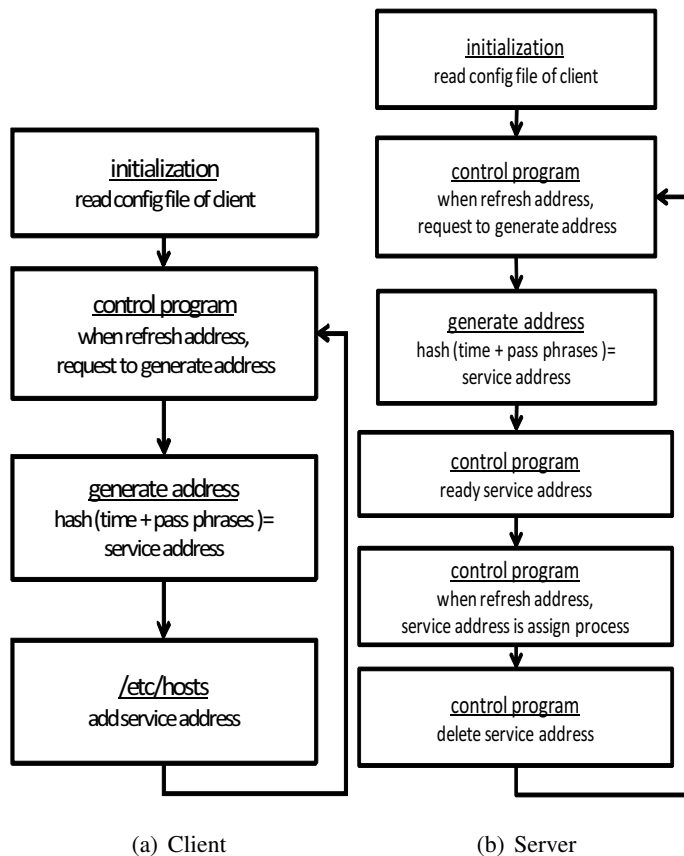 initialization
read config file of client
control program
when refresh address,
request to generate address
generate address
hash (time + pass phrases )=
service address
/etc/hosts
add service address
(a) Client
initialization
read config file of client
control program
when refresh address,
request to generate address
generate address
hash (time + pass phrases )=
service address
control program
ready service address
control program
when refresh address,
service address is assign process
control program
delete service address
(b) Server